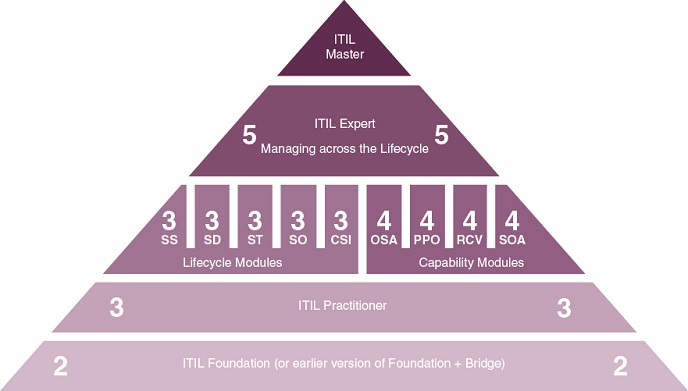 ITIL
Master
5 ITIL Expert 5
Managing across the Lifecycle
3 3 3 3 3 4 4 4 4
SS SD ST SO CSI OSA PPO RCV SOA
Lifecycle Modules Capability Modules
3 ITIL Practitioner 3
2 ITIL Foundation (or earlier version of Foundation + Bridge) 2